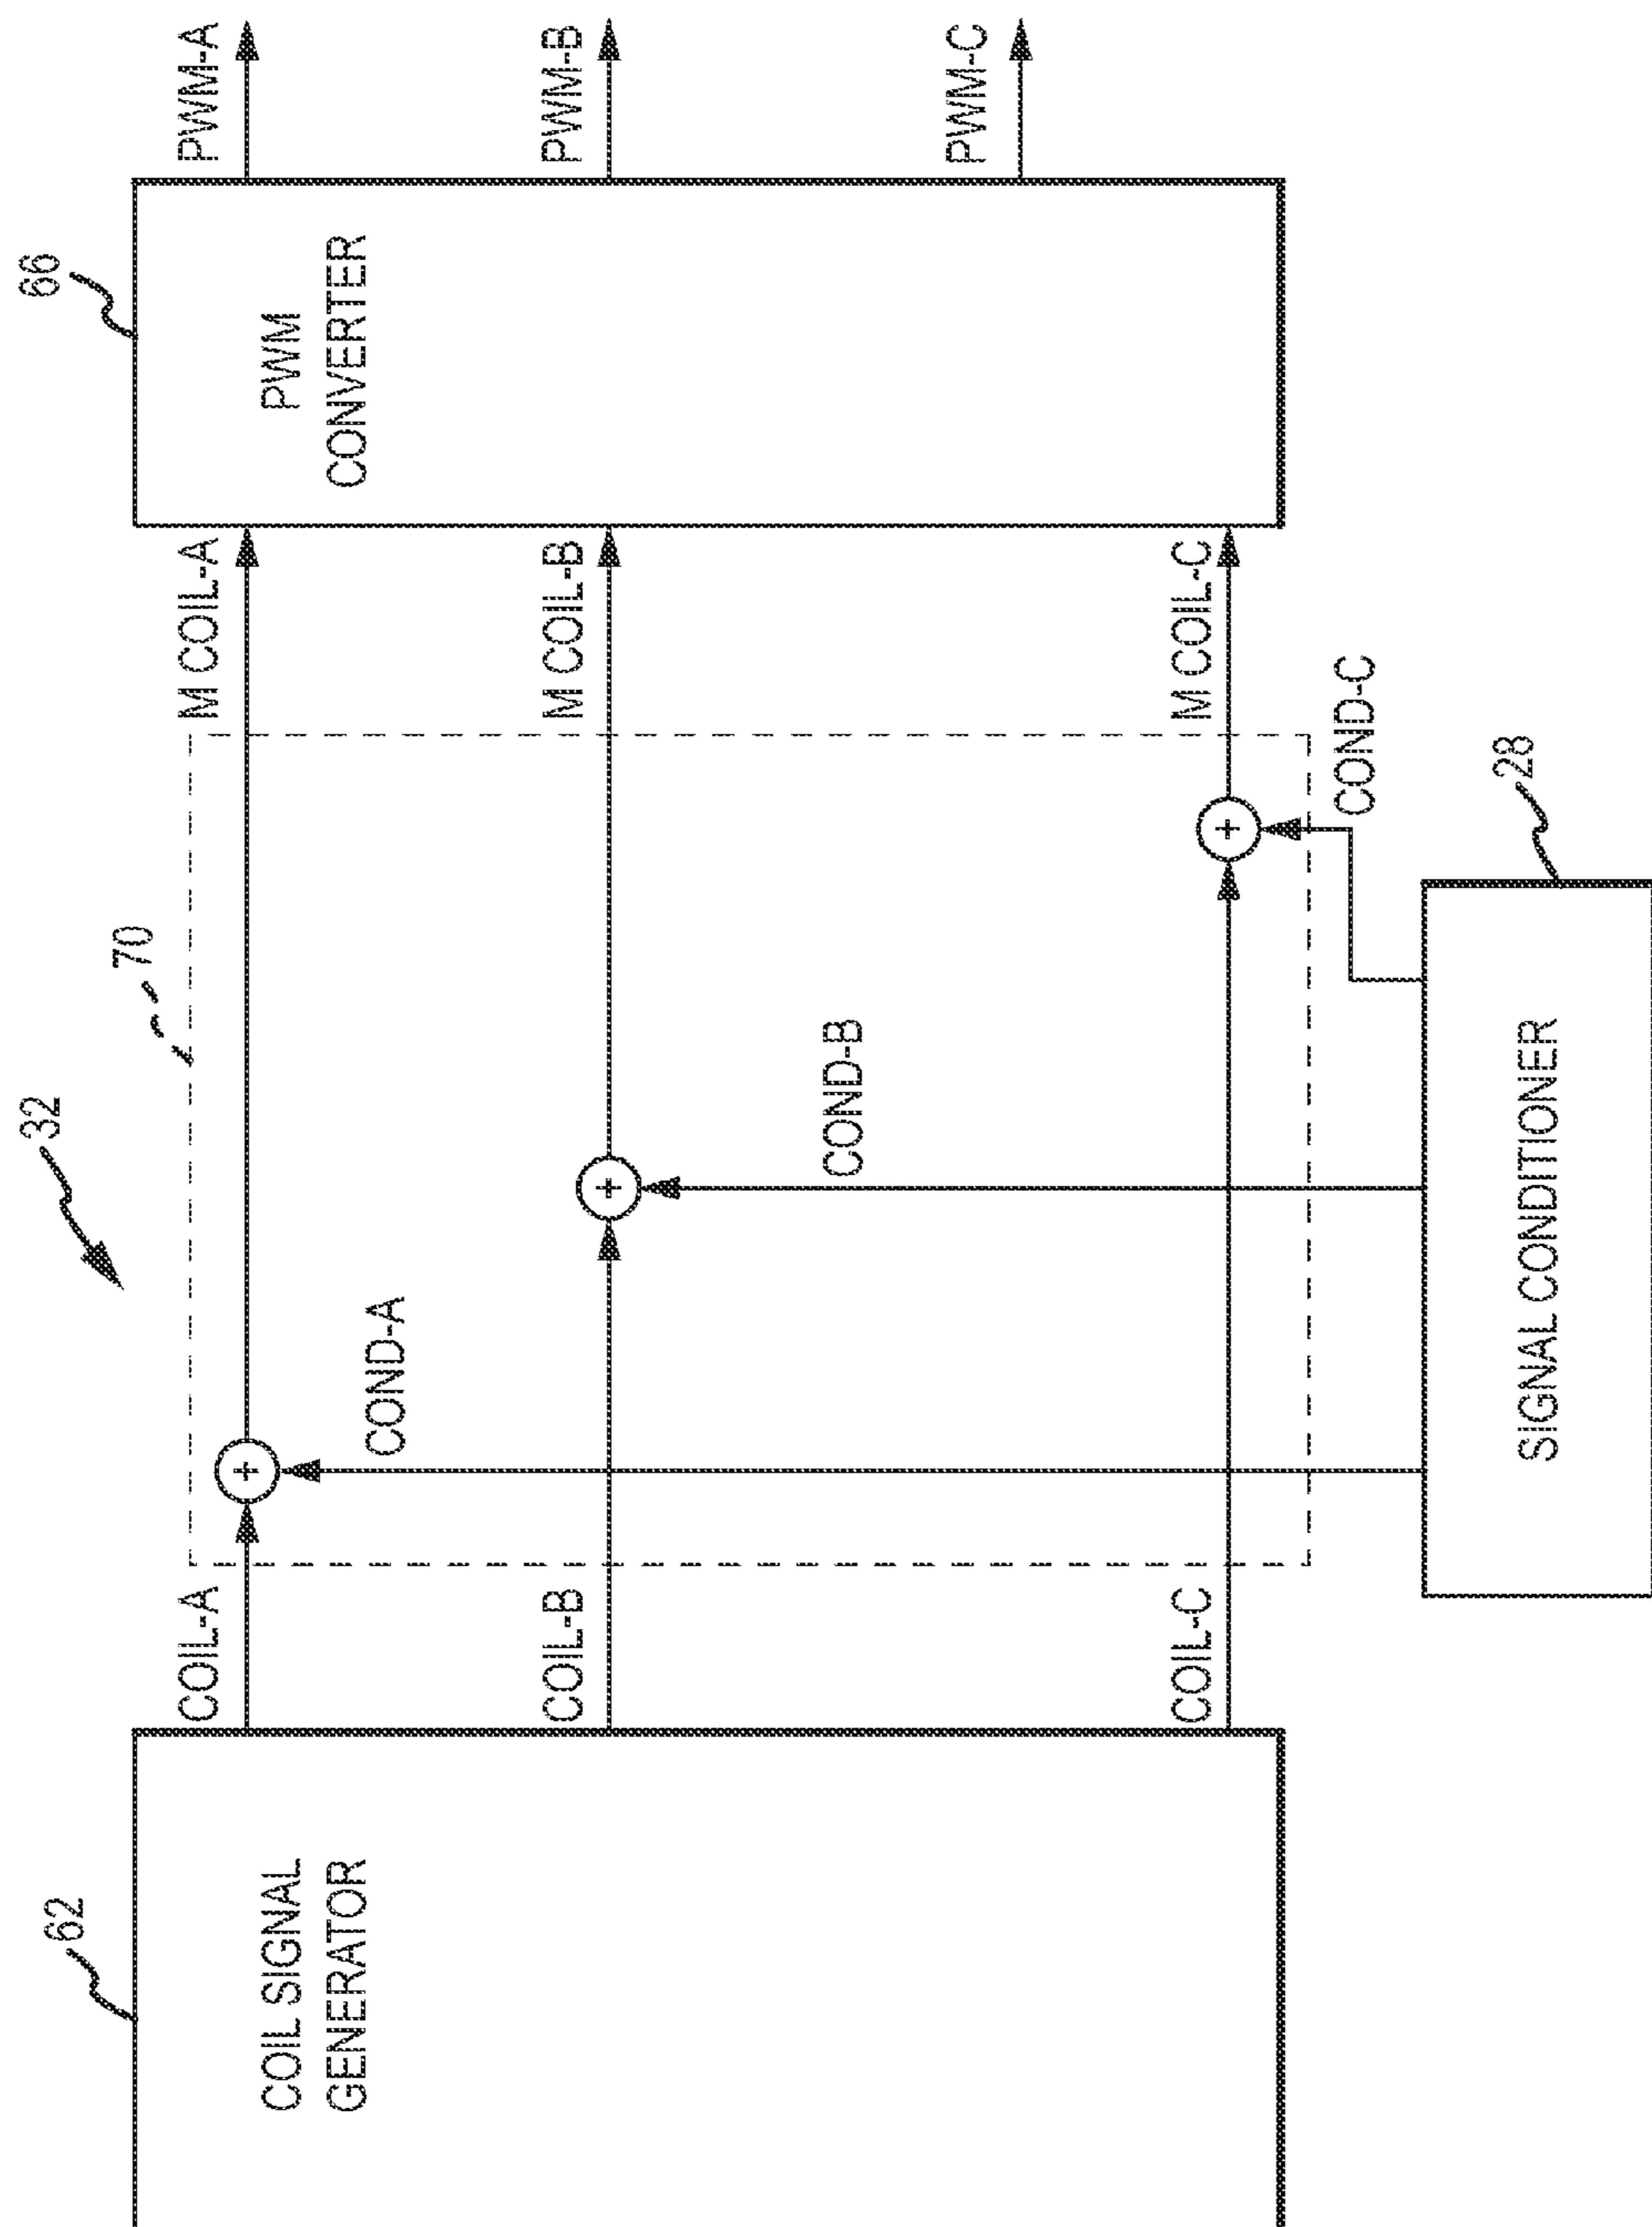 32
62
COIL SIGNAL
GENERATOR
COIL-A
COIL-B
COIL-C
70
COND-A
COND-B
COND-C
M COIL-A
M COIL-B
M COIL-C
66
PWM
CONVERTER
PWM-A
PWM-B
PWM-C
28
SIGNAL CONDITIONER
+
+
+